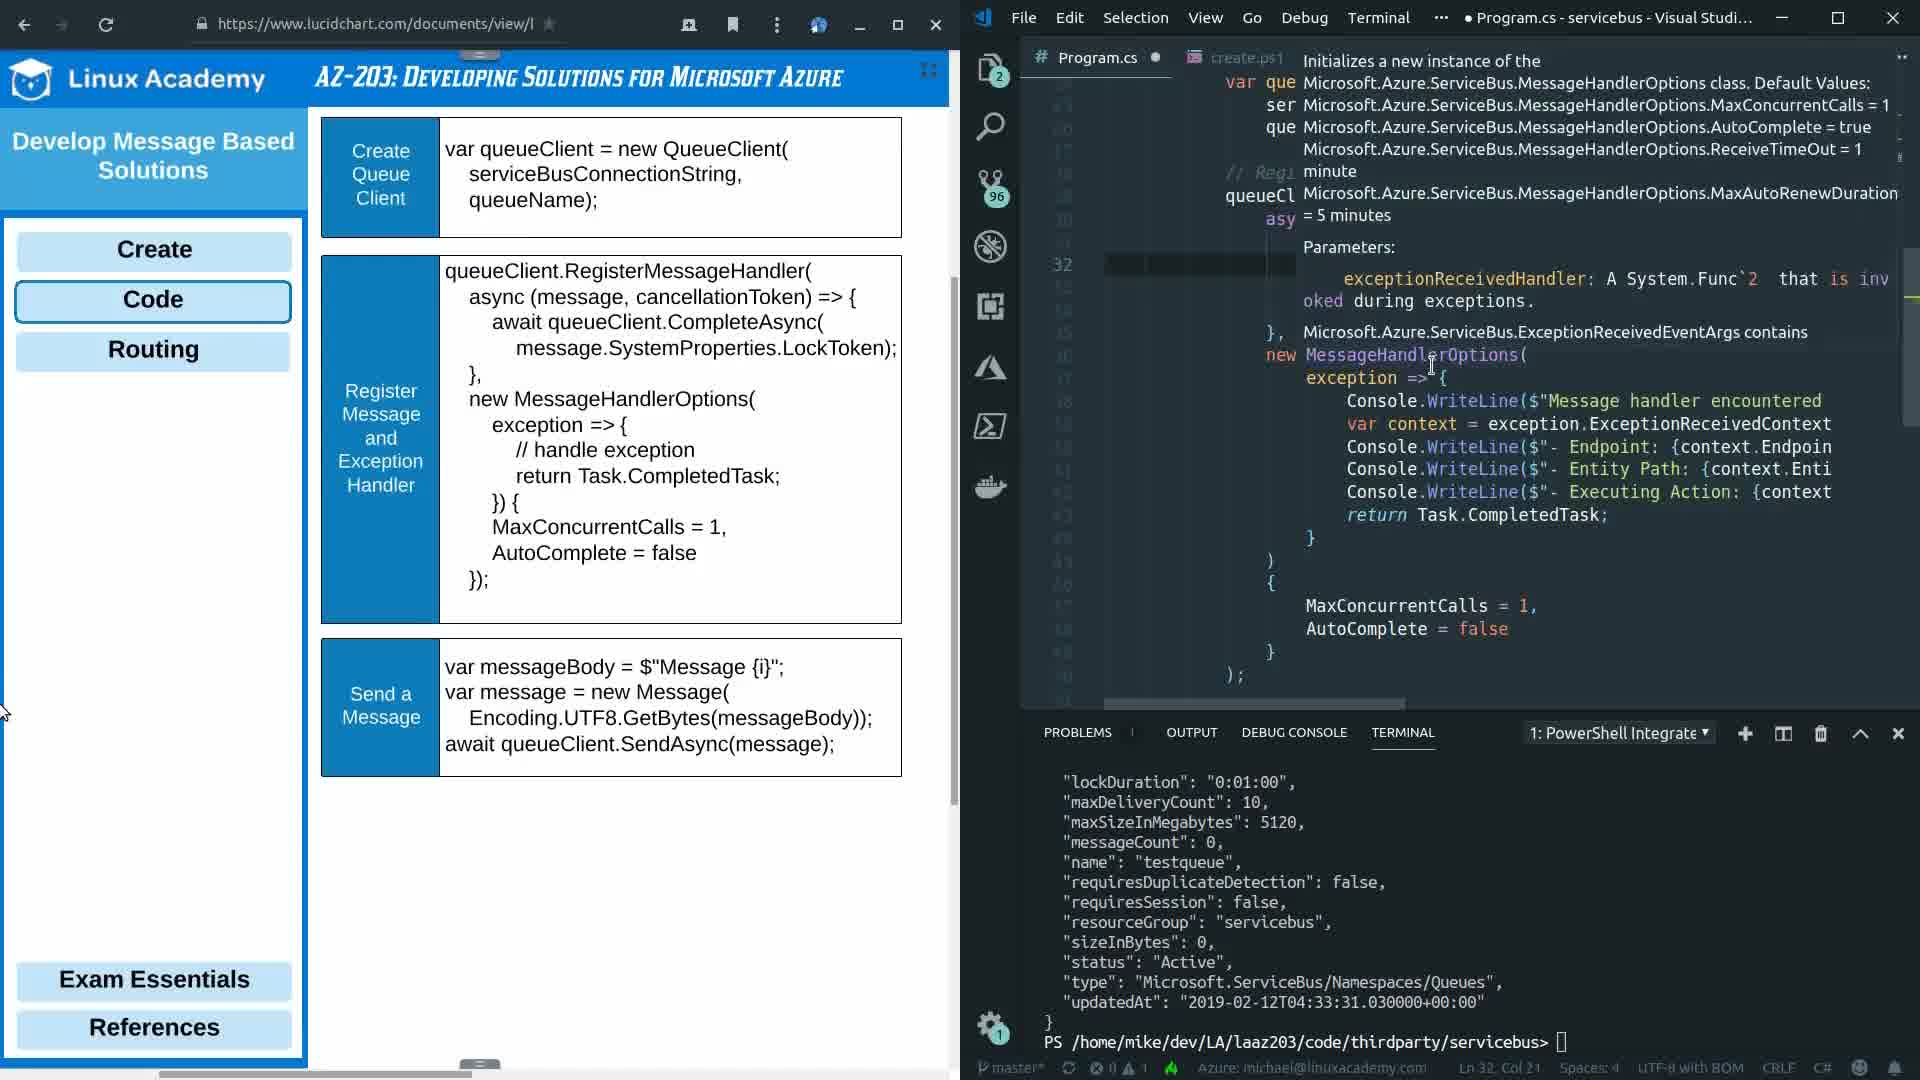 https://www.lucidchart.com/documents/view/l
Linux Academy
AZ-203: Developing Solutions for Microsoft Azure
Develop Message Based
Solutions
Create
Code
Routing
Exam Essentials
References
Create
Queue
Client
var queueClient = new QueueClient(
serviceBusConnectionString,
queueName);
Register
Message
and
Exception
Handler
queueClient.RegisterMessageHandler(
async (message, cancellationToken) => {
await queueClient.CompleteAsync(
message.SystemProperties.LockToken);
},
new MessageHandlerOptions(
exception => {
// handle exception
return Task.CompletedTask;
}) {
MaxConcurrentCalls = 1,
AutoComplete = false
});
Send a
Message
var messageBody = $"Message {i}";
var message = new Message(
Encoding.UTF8.GetBytes(messageBody));
await queueClient.SendAsync(message);
File Edit Selection View Go Debug Terminal ··· ● Program.cs - servicebus - Visual Studi...
# Program.cs ● create.ps1
2
96
1
Initializes a new instance of the
Microsoft.Azure.ServiceBus.MessageHandlerOptions class. Default Values:
Microsoft.Azure.ServiceBus.MessageHandlerOptions.MaxConcurrentCalls = 1
Microsoft.Azure.ServiceBus.MessageHandlerOptions.AutoComplete = true
Microsoft.Azure.ServiceBus.MessageHandlerOptions.ReceiveTimeOut = 1
minute
Microsoft.Azure.ServiceBus.MessageHandlerOptions.MaxAutoRenewDuration
= 5 minutes
Parameters:
exceptionReceivedHandler: A System.Func`2 that is inv
oked during exceptions.
Microsoft.Azure.ServiceBus.ExceptionReceivedEventArgs contains
var que
ser
que
// Regi
queueCl
asy
32
},
new MessageHandlerOptions(
exception => {
Console.WriteLine($"Message handler encountered
var context = exception.ExceptionReceivedContext
Console.WriteLine($"- Endpoint: {context.Endpoin
Console.WriteLine($"- Entity Path: {context.Enti
Console.WriteLine($"- Executing Action: {context
return Task.CompletedTask;
}
)
{
MaxConcurrentCalls = 1,
AutoComplete = false
}
);
PROBLEMS 1 OUTPUT DEBUG CONSOLE TERMINAL 1: PowerShell Integrate
"lockDuration": "0:01:00",
"maxDeliveryCount": 10,
"maxSizeInMegabytes": 5120,
"messageCount": 0,
"name": "testqueue",
"requiresDuplicateDetection": false,
"requiresSession": false,
"resourceGroup": "servicebus",
"sizeInBytes": 0,
"status": "Active",
"type": "Microsoft.ServiceBus/Namespaces/Queues",
"updatedAt": "2019-02-12T04:33:31.030000+00:00"
}
PS /home/mike/dev/LA/laaz203/code/thirdparty/servicebus>
master* 0 1 Azure: michael@linuxacademy.com Ln 32, Col 21 Spaces: 4 UTF-8 with BOM CRLF C#